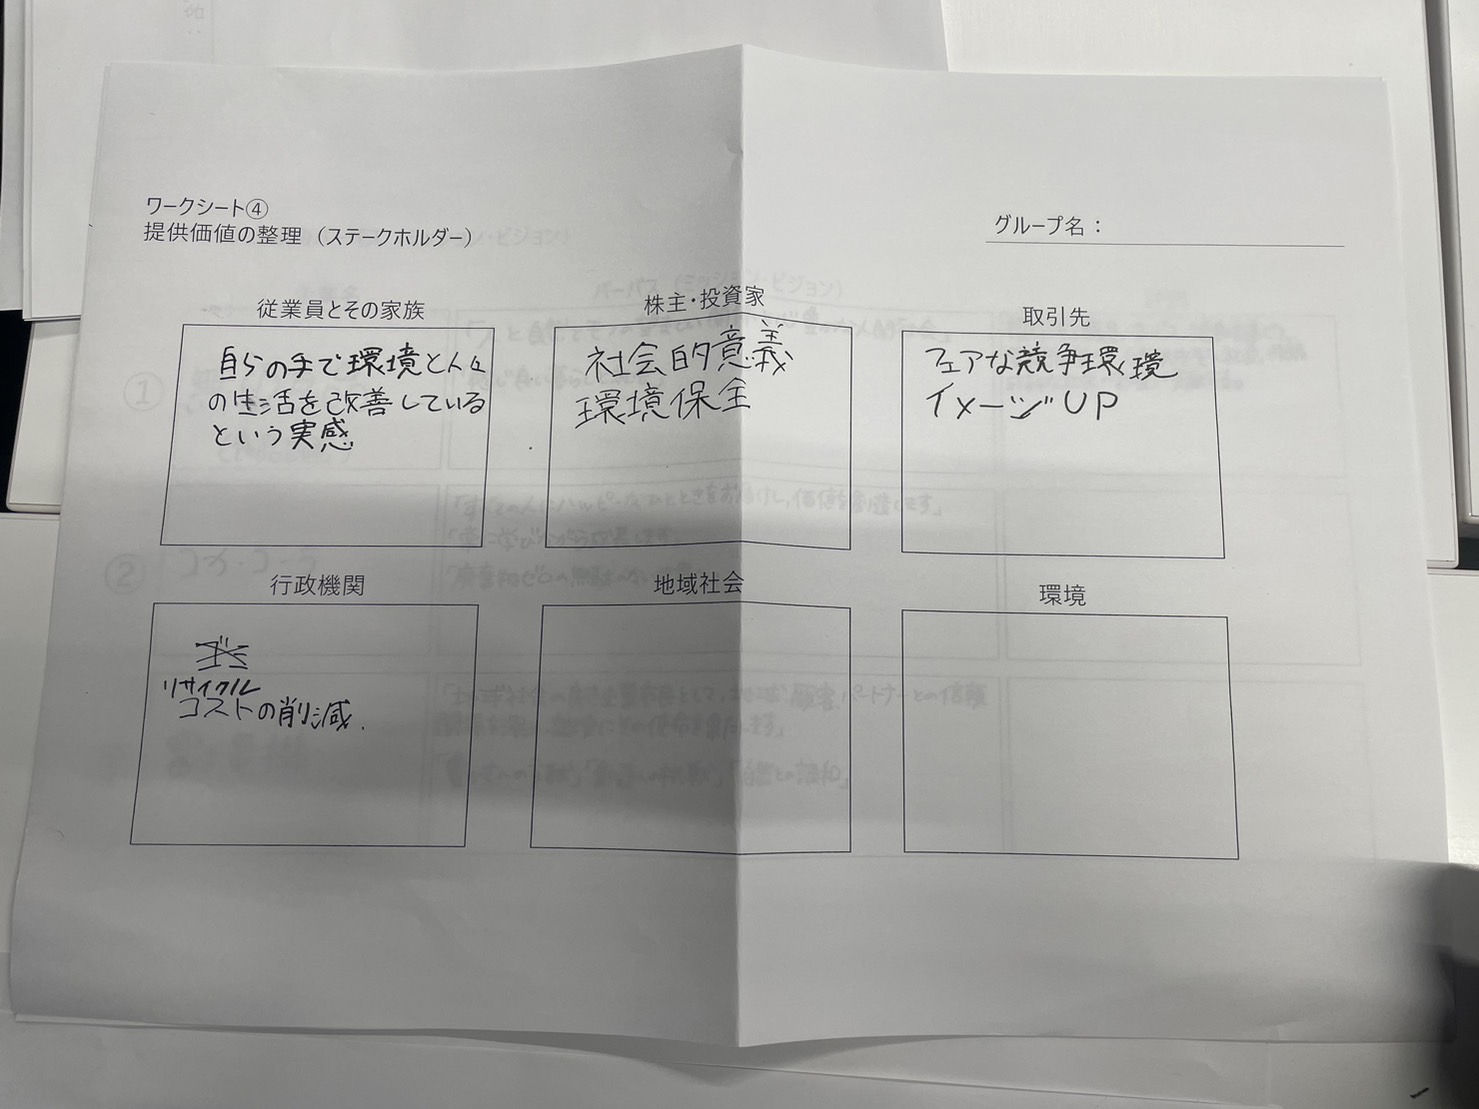 ワークシート④
提供価値の整理（ステークホルダー）
グループ名：
従業員とその家族
自らの手で環境と人々
の生活を改善している
という実感
株主・投資家
社会的意義
環境保全
取引先
フェアな競争環環
イメージUP
行政機関
リサイクル
コストの削減.
地域社会
環境